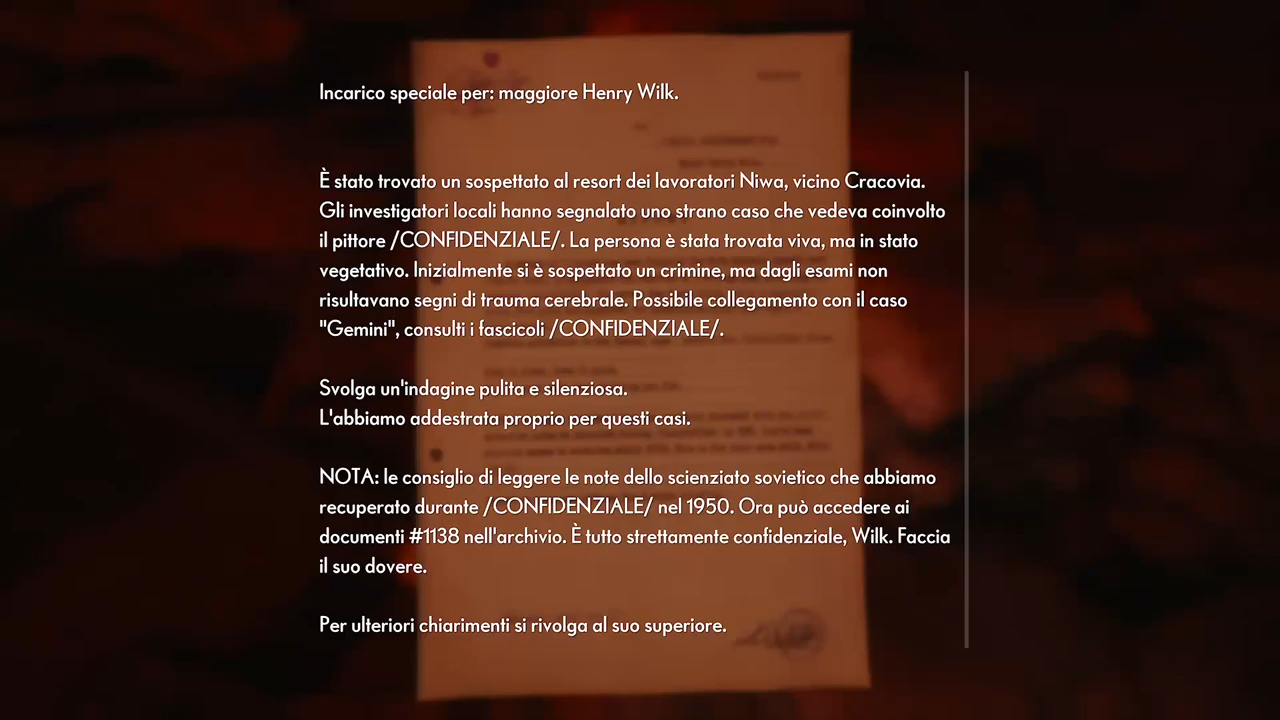 Incarico speciale per: maggiore Henry Wilk.
È stato trovato un sospettato al resort dei lavoratori Niwa, vicino Cracovia.
Gli investigatori locali hanno segnalato uno strano caso che vedeva coinvolto
il pittore /CONFIDENZIALE/. La persona è stata trovata viva, ma in stato
vegetativo. Inizialmente si è sospettato un crimine, ma dagli esami non
risultavano segni di trauma cerebrale. Possibile collegamento con il caso
"Gemini", consulti i fascicoli /CONFIDENZIALE/.
Svolga un'indagine pulita e silenziosa.
L'abbiamo addestrata proprio per questi casi.
NOTA: le consiglio di leggere le note dello scienziato sovietico che abbiamo
recuperato durante /CONFIDENZIALE/ nel 1950. Ora può accedere ai
documenti #1138 nell'archivio. È tutto strettamente confidenziale, Wilk. Faccia
il suo dovere.
Per ulteriori chiarimenti si rivolga al suo superiore.